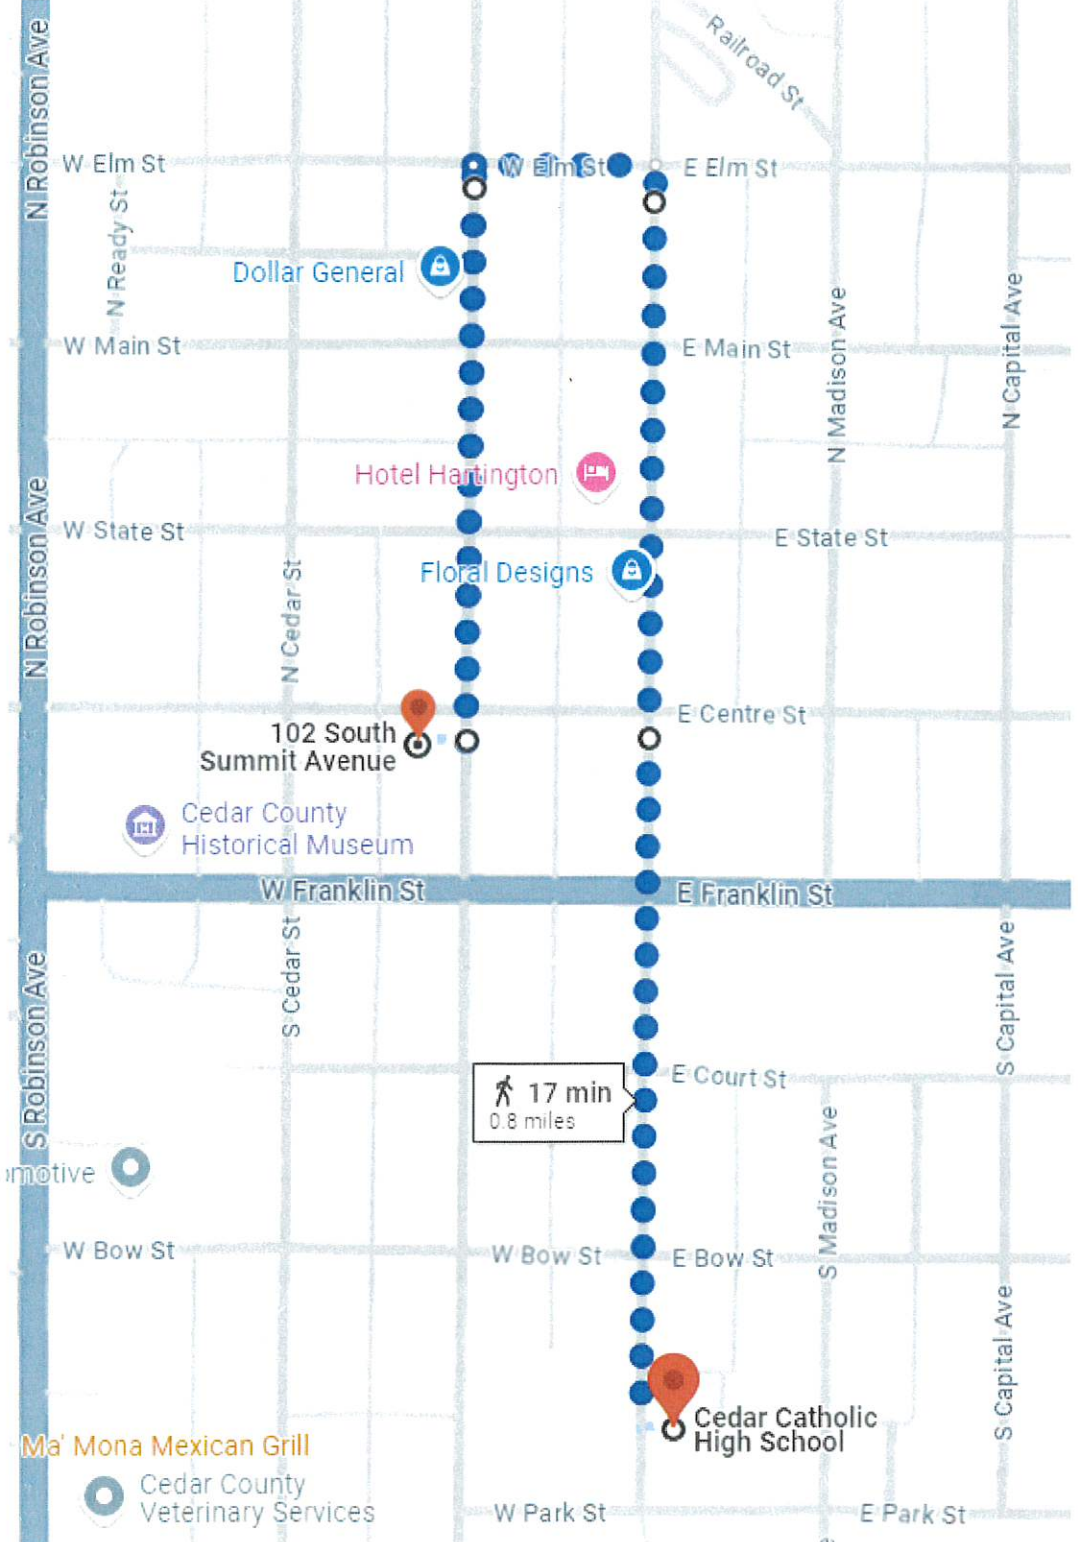 Railroad St
N Robinson Ave
W Elm St
W Elm St
E Elm St
N Ready St
Dollar General
W Main St
E Main St
N Madison Ave
N Capital Ave
Hotel Hartington
N Robinson Ave
W State St
E State St
Floral Designs
N Cedar St
E Centre St
102 South
Summit Avenue
Cedar County
Historical Museum
W Franklin St
E Franklin St
S Cedar St
S Capital Ave
S Robinson Ave
E Court St
17 min
0.8 miles
S Madison Ave
omotive
W Bow St
W Bow St
E Bow St
S Capital Ave
Cedar Catholic
High School
Ma' Mona Mexican Grill
Cedar County
Veterinary Services
W Park St
E Park St